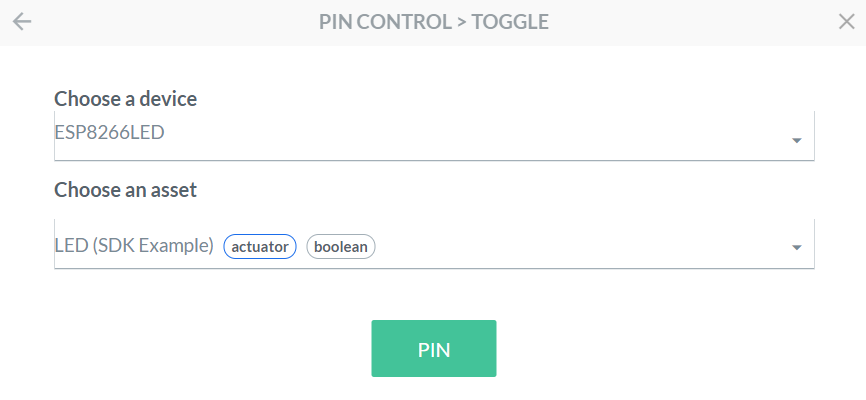 PIN CONTROL > TOGGLE
Choose a device
ESP8266LED
Choose an asset
LED (SDK Example) actuator boolean
PIN